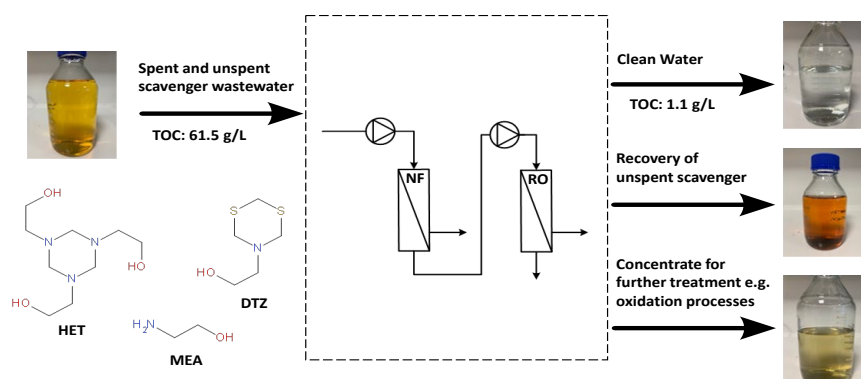 Spent and unspent
scavenger wastewater
TOC: 61.5 g/L
OH
N
N
N
OH
HO
HET
S
S
N
HO
DTZ
H2N
OH
MEA
NF
RO
Clean Water
TOC: 1.1 g/L
Recovery of
unspent scavenger
Concentrate for
further treatment e.g.
oxidation processes